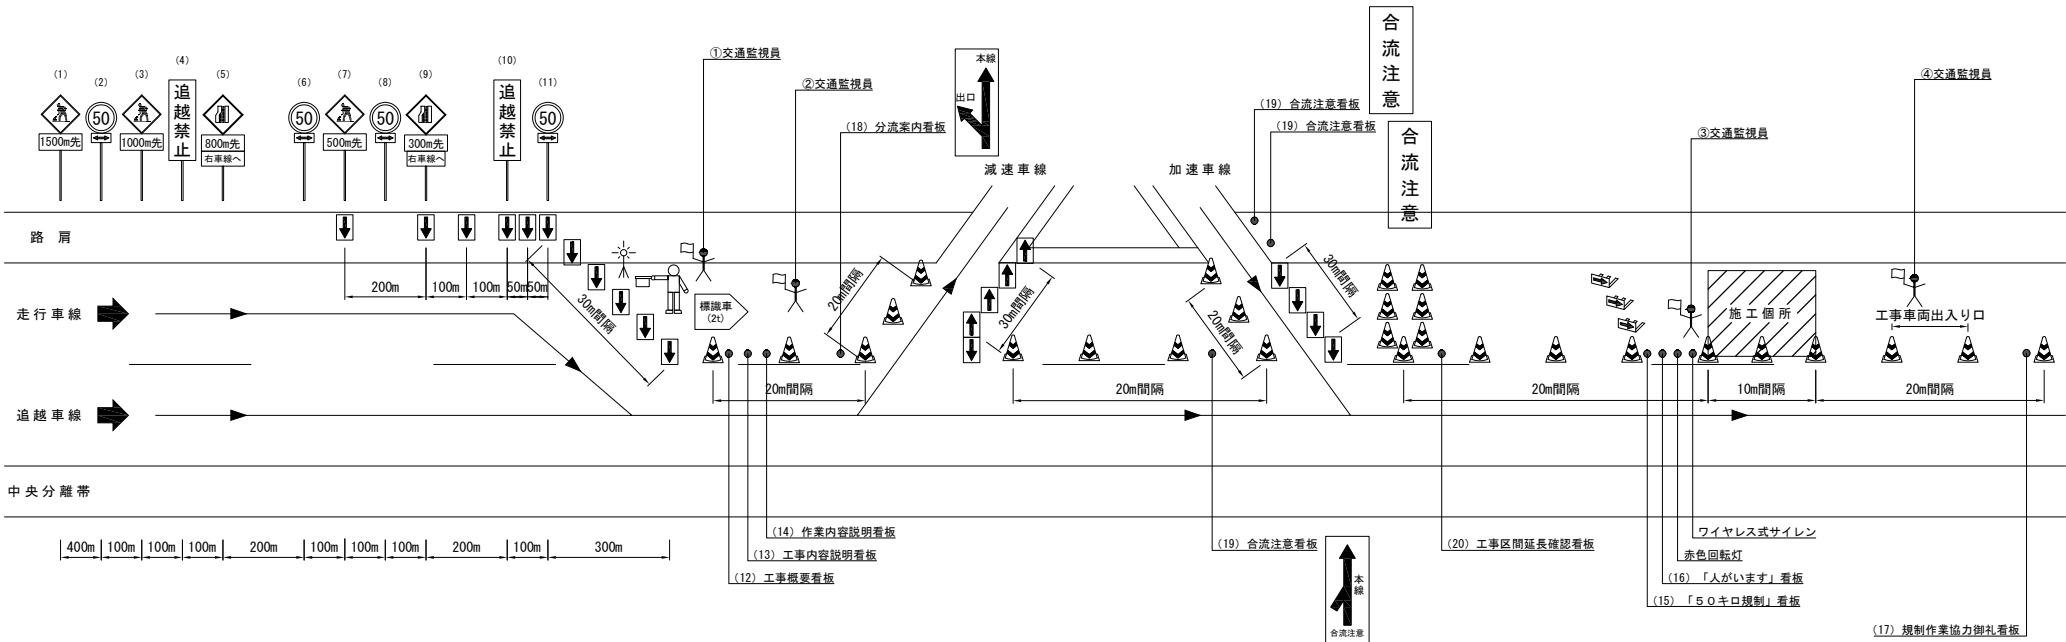 (1)
(2)
(3)
(4)
(5)
(6)
(7)
(8)
(9)
(10)
(11)
50
追越禁止
50
50
追越禁止
50
1500m先
1000m先
800m先
右車線へ
500m先
300m先
右車線へ
①交通監視員
②交通監視員
(18) 分流案内看板
本線
出口
減速車線
加速車線
合流注意
(19) 合流注意看板
(19) 合流注意看板
合流注意
③交通監視員
④交通監視員
路肩
200m
100m
100m
50m
50m
30m間隔
標識車
(2t)
20m間隔
30m間隔
20m間隔
30m間隔
走行車線
施工個所
工事車両出入り口
20m間隔
20m間隔
20m間隔
10m間隔
20m間隔
追越車線
中央分離帯
400m
100m
100m
100m
200m
100m
100m
100m
200m
100m
300m
(14) 作業内容説明看板
(13) 工事内容説明看板
(12) 工事概要看板
(19) 合流注意看板
本線
合流注意
(20) 工事区間延長確認看板
ワイヤレス式サイレン
赤色回転灯
(16) 「人がいます」看板
(15) 「50キロ規制」看板
(17) 規制作業協力御礼看板